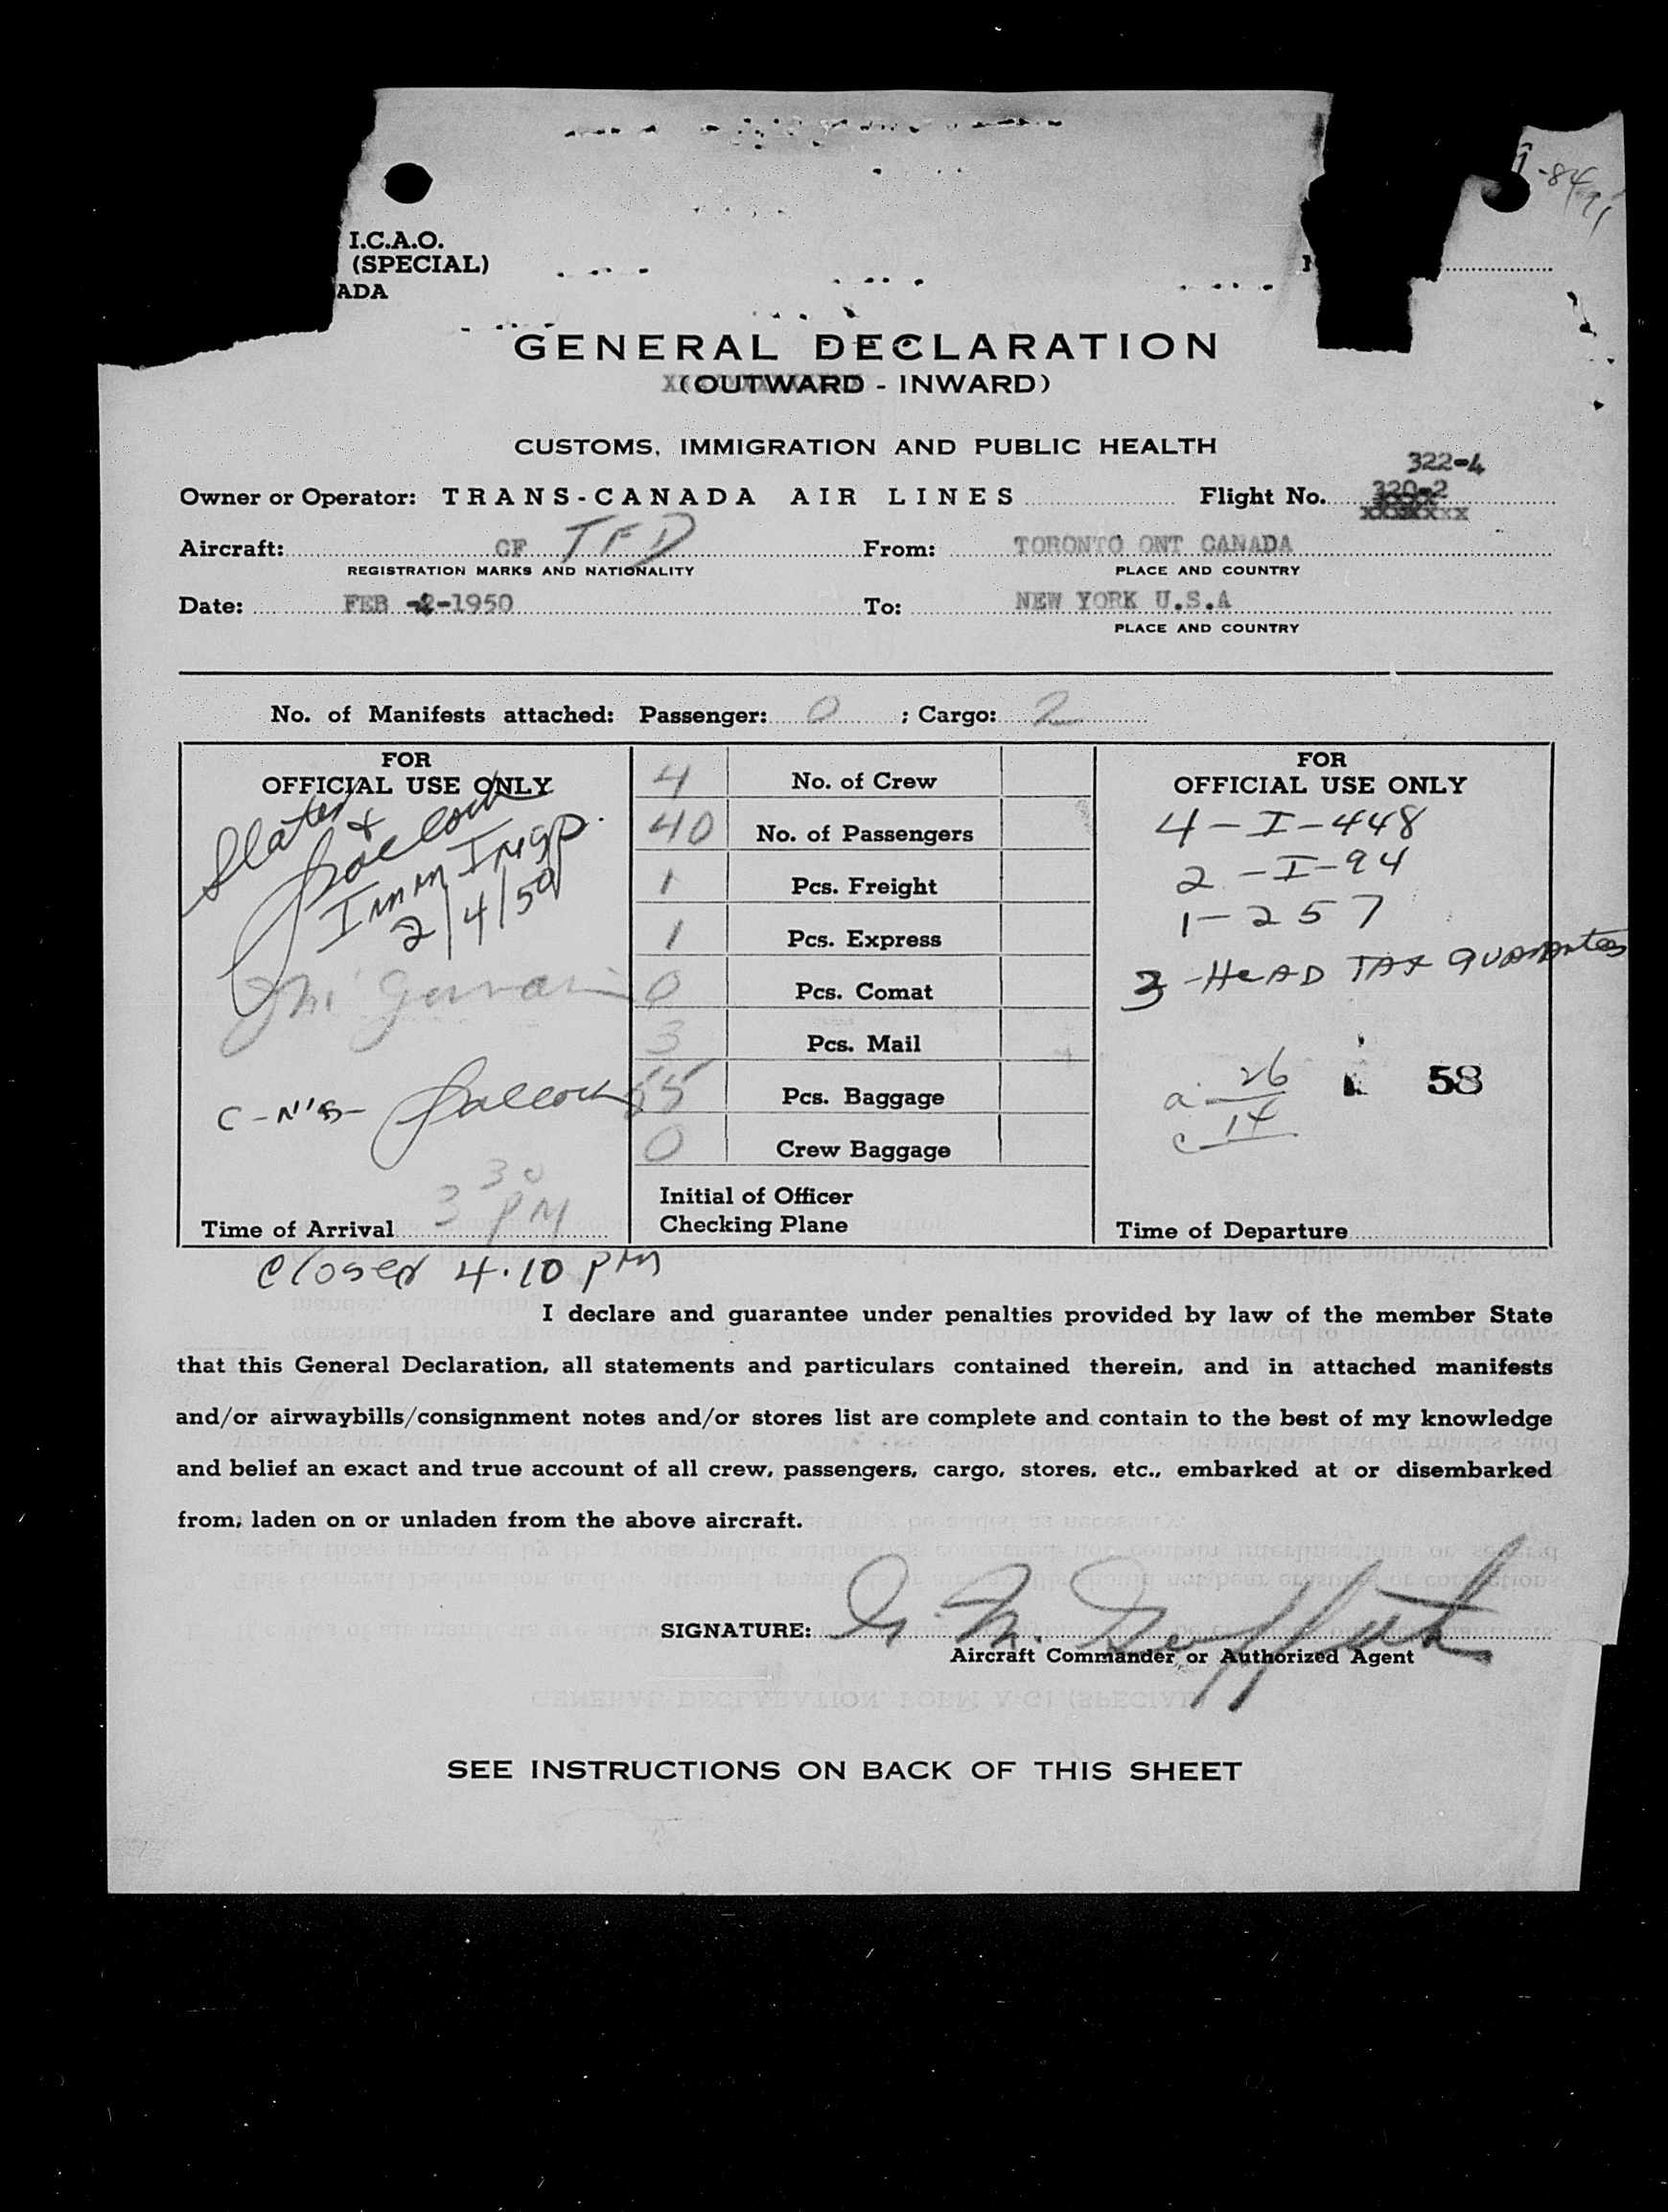 I.C.A.O.
(SPECIAL)
ADA
GENERAL DECLARATION
(OUTWARD - INWARD)
CUSTOMS, IMMIGRATION AND PUBLIC HEALTH
322-4
Owner or Operator: TRANS-CANADA AIR LINES Flight No. 320-2
Aircraft: CF TFD From: TORONTO ONT CANADA
REGISTRATION MARKS AND NATIONALITY PLACE AND COUNTRY
Date: FEB -2-1950 To: NEW YORK U.S.A
PLACE AND COUNTRY
No. of Manifests attached: Passenger: 0 ; Cargo: 2
FOR
OFFICIAL USE ONLY
Slater
&
Imm Insp.
2/4/50
C-N'S-
30
Time of Arrival 3 PM
closed 4.10 PM
4 No. of Crew
40 No. of Passengers
1 Pcs. Freight
1 Pcs. Express
0 Pcs. Comat
3 Pcs. Mail
55 Pcs. Baggage
0 Crew Baggage
Initial of Officer
Checking Plane
FOR
OFFICIAL USE ONLY
4-I-448
2-I-94
1-257
3-HEAD TAX guarantees
a 26
58
c 14
Time of Departure
I declare and guarantee under penalties provided by law of the member State
that this General Declaration, all statements and particulars contained therein, and in attached manifests
and/or airwaybills/consignment notes and/or stores list are complete and contain to the best of my knowledge
and belief an exact and true account of all crew, passengers, cargo, stores, etc., embarked at or disembarked
from, laden on or unladen from the above aircraft.
SIGNATURE:
Aircraft Commander or Authorized Agent
SEE INSTRUCTIONS ON BACK OF THIS SHEET